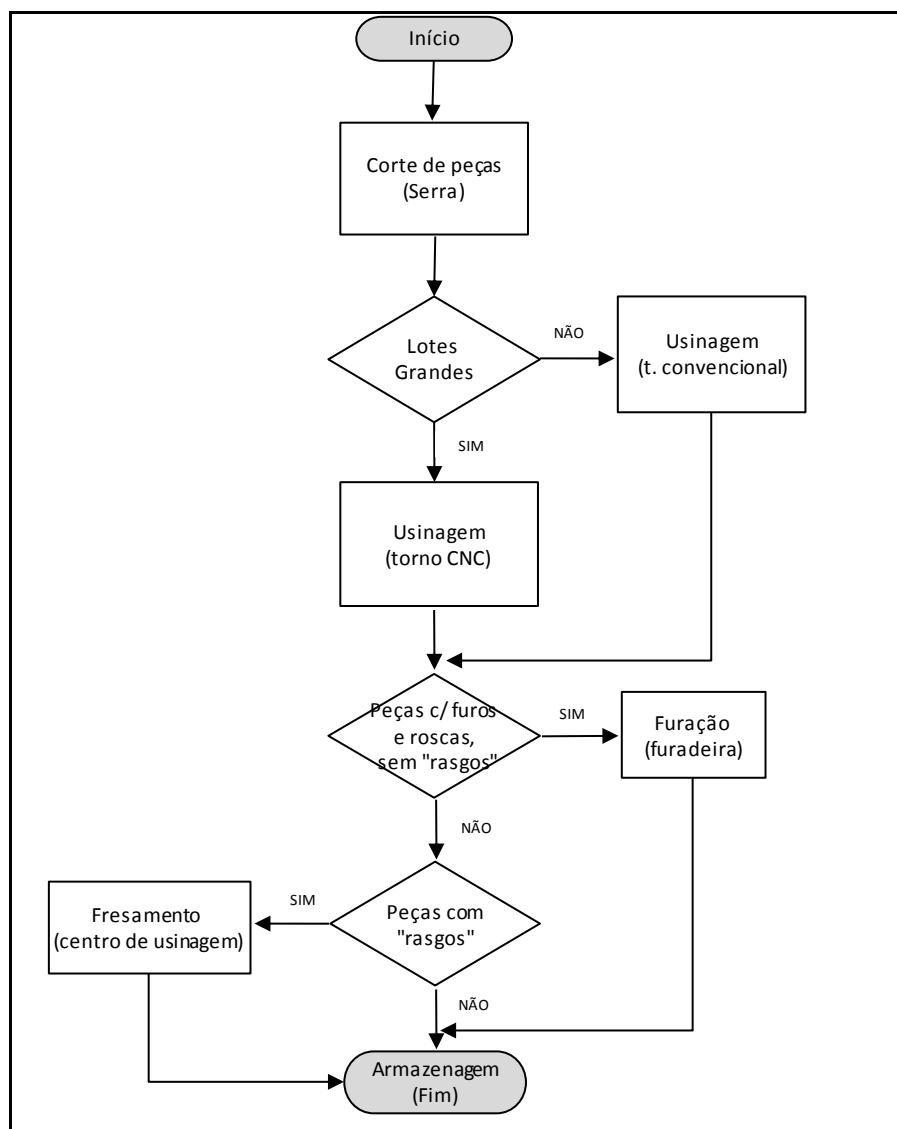 Início
Corte de peças
(Serra)
Lotes
Grandes
NÃO
Usinagem
(t. convencional)
SIM
Usinagem
(torno CNC)
Peças c/ furos
e roscas,
sem "rasgos"
SIM
Furação
(furadeira)
NÃO
Fresamento
(centro de usinagem)
SIM
Peças com
"rasgos"
NÃO
Armazenagem
(Fim)